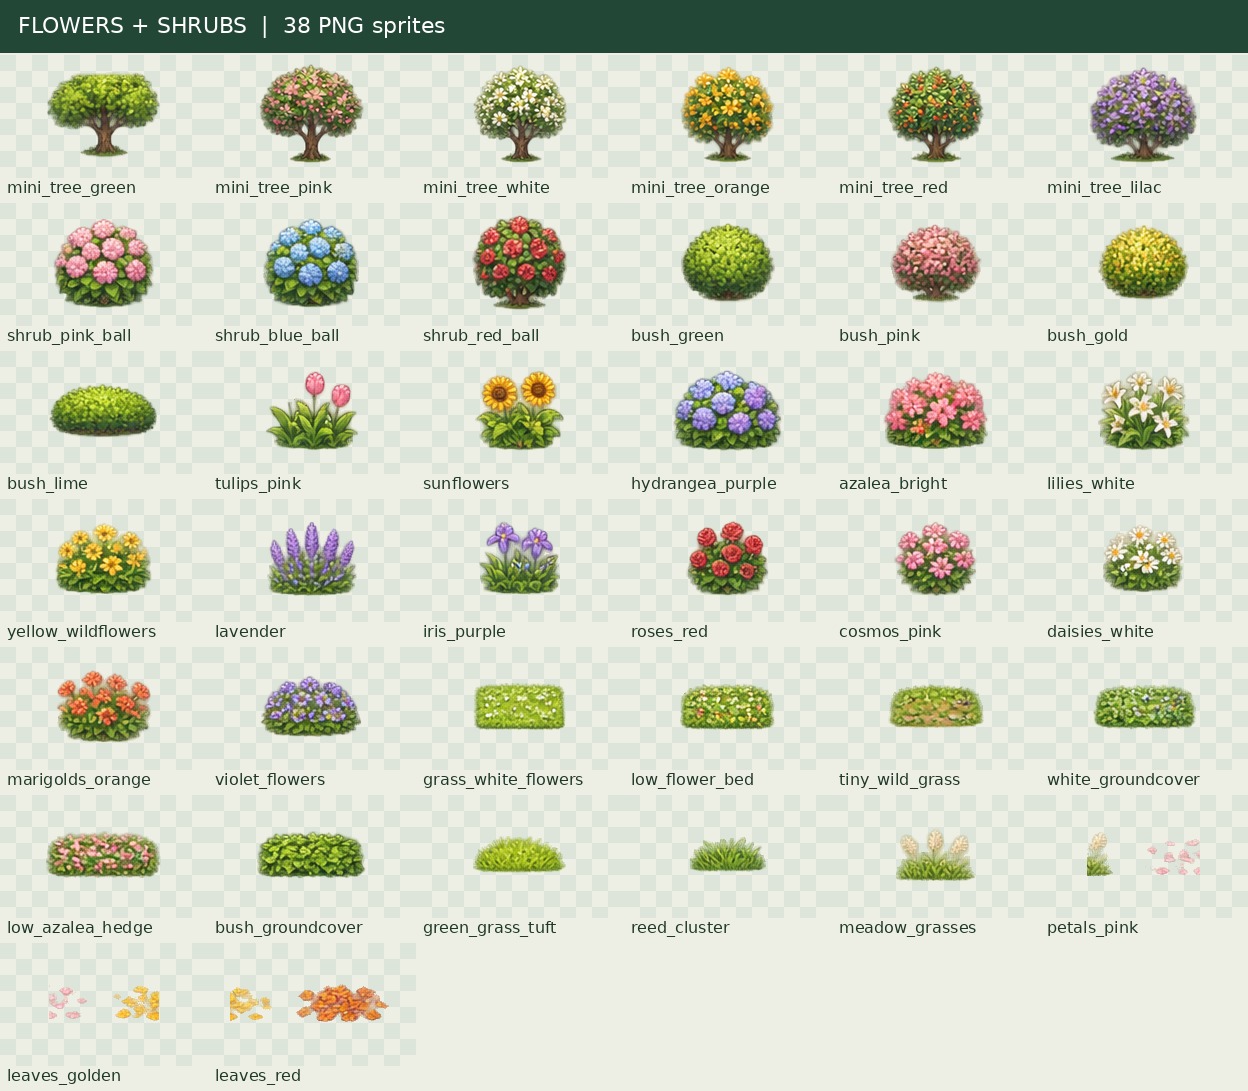 FLOWERS + SHRUBS | 38 PNG sprites
mini_tree_green
mini_tree_pink
mini_tree_white
mini_tree_orange
mini_tree_red
mini_tree_lilac
shrub_pink_ball
shrub_blue_ball
shrub_red_ball
bush_green
bush_pink
bush_gold
bush_lime
tulips_pink
sunflowers
hydrangea_purple
azalea_bright
lilies_white
yellow_wildflowers
lavender
iris_purple
roses_red
cosmos_pink
daisies_white
marigolds_orange
violet_flowers
grass_white_flowers
low_flower_bed
tiny_wild_grass
white_groundcover
low_azalea_hedge
bush_groundcover
green_grass_tuft
reed_cluster
meadow_grasses
petals_pink
leaves_golden
leaves_red